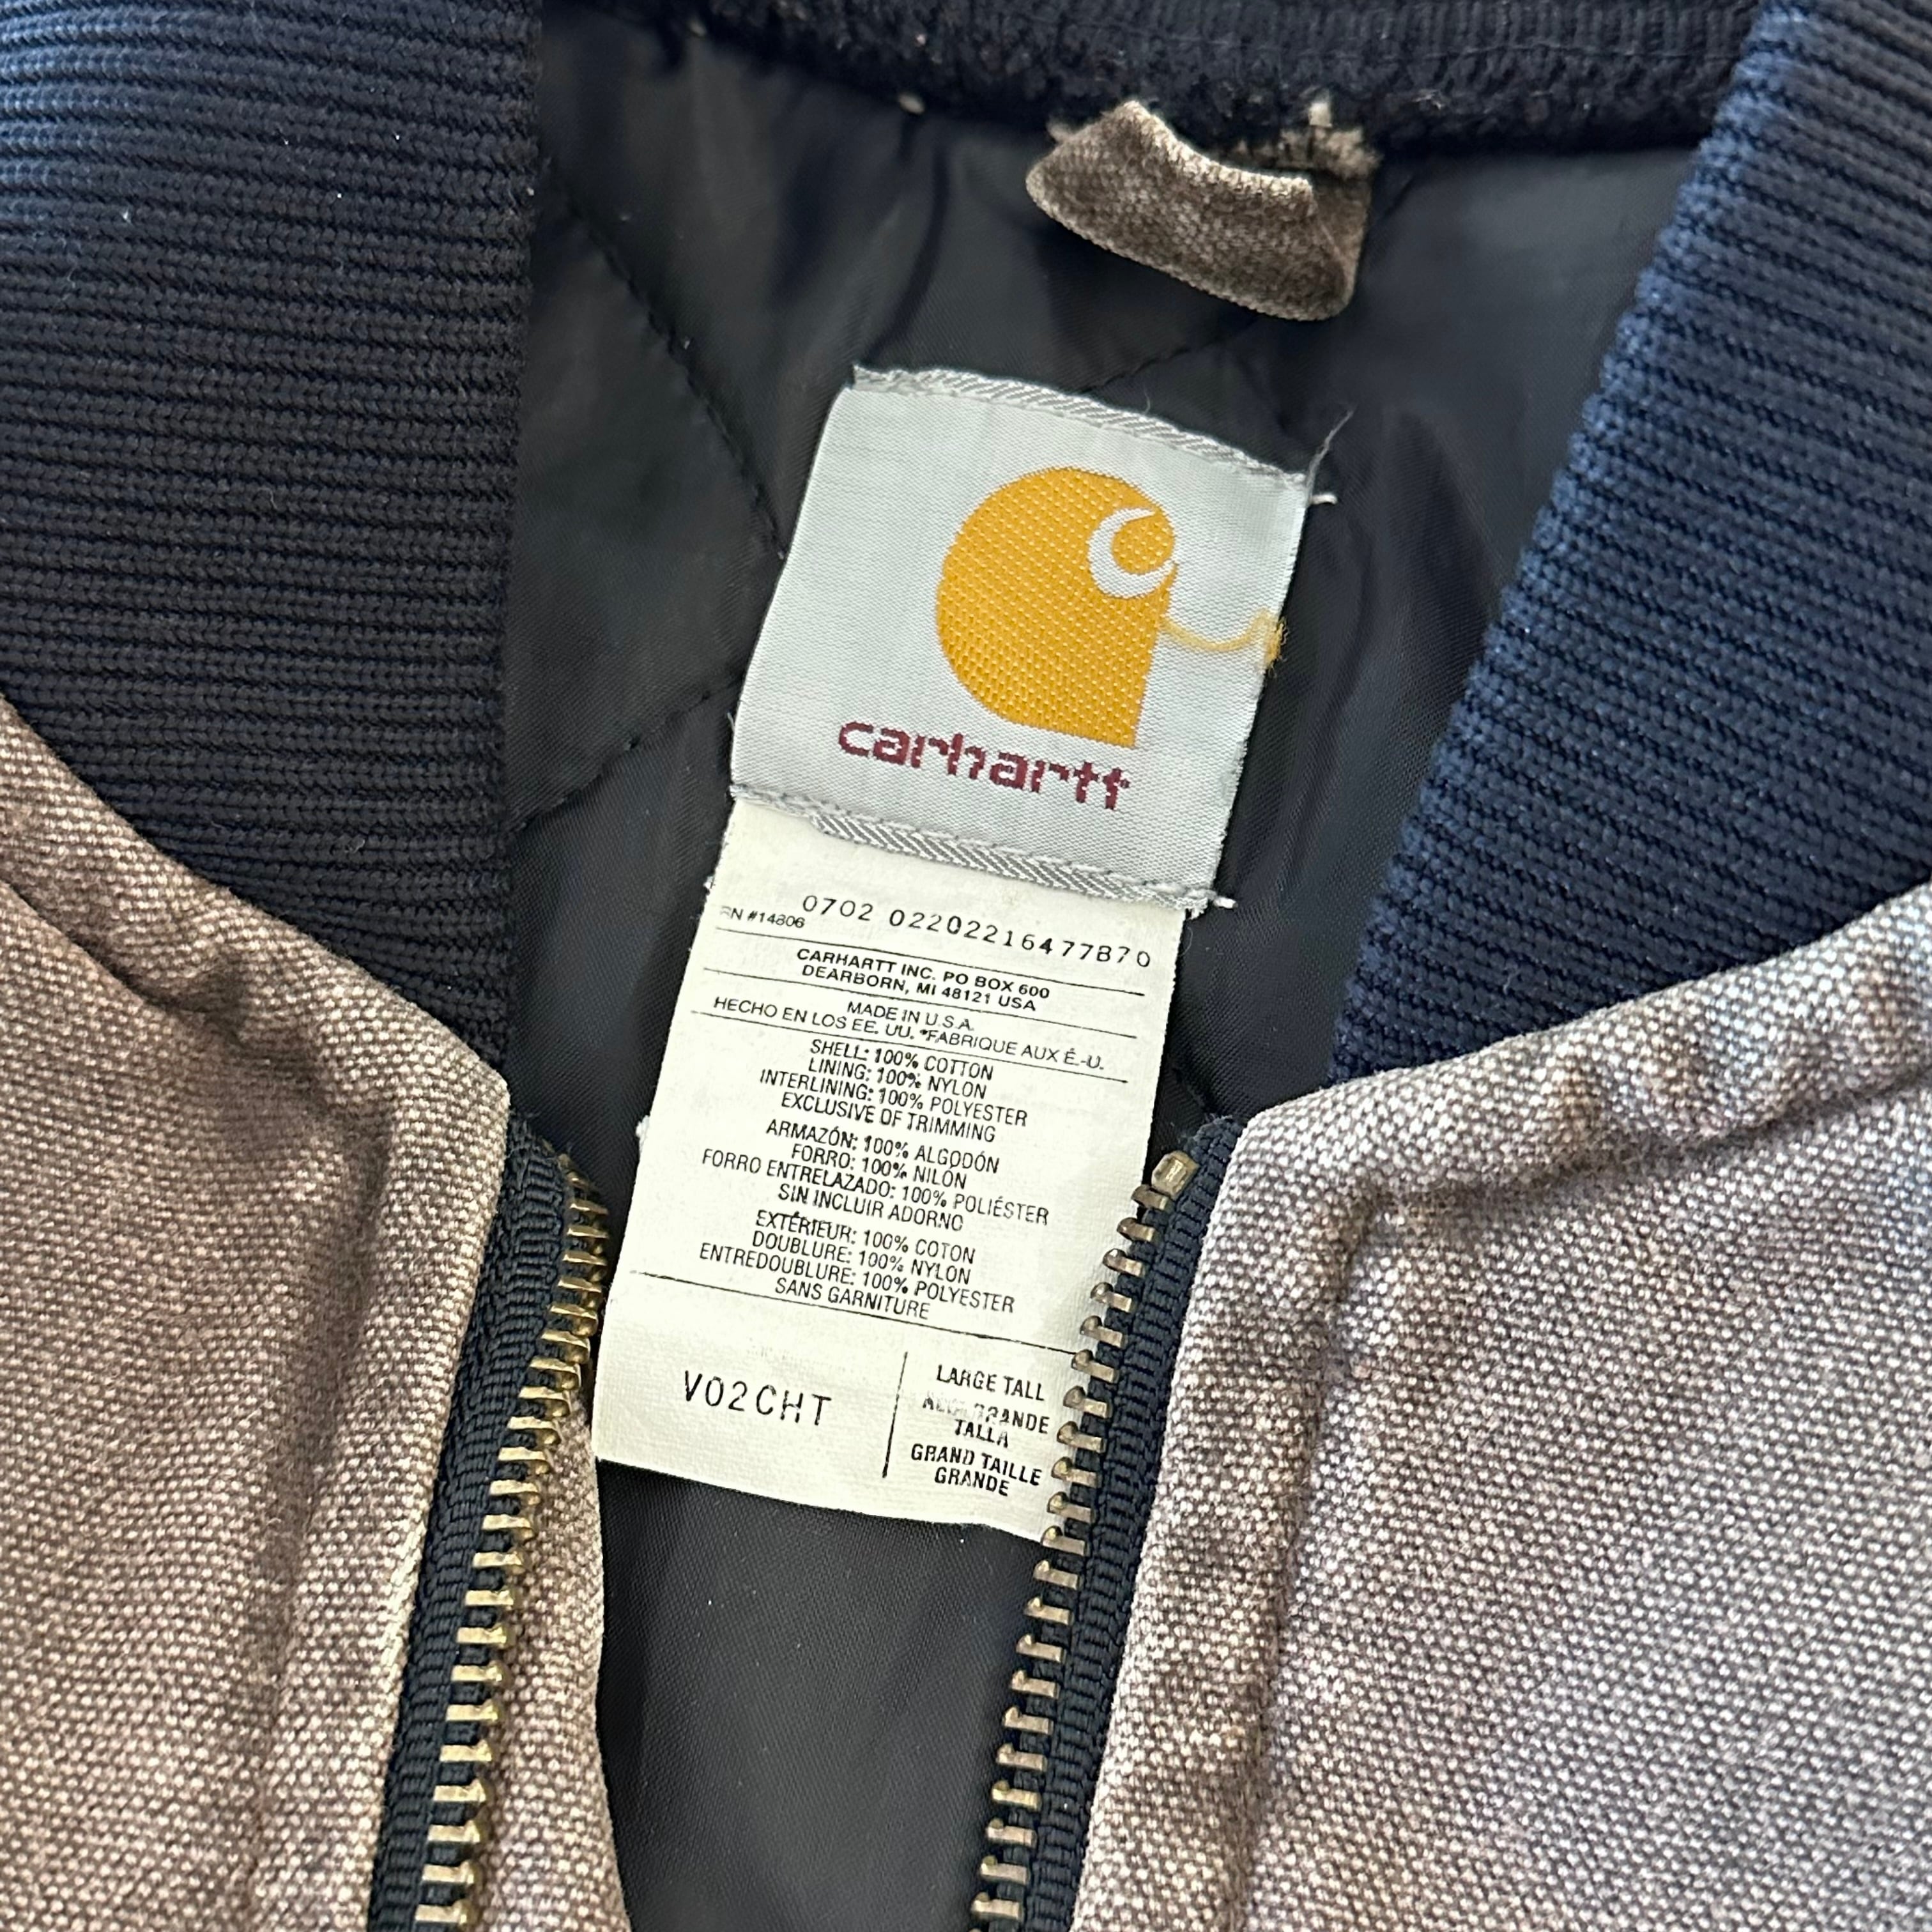 carhartt
0702 02202216477B70
RN #14806
CARHARTT INC. PO BOX 600
DEARBORN, MI 48121 USA
MADE IN U.S.A.
HECHO EN LOS EE. UU. *FABRIQUE AUX É.-U.
SHELL: 100% COTTON
LINING: 100% NYLON
INTERLINING: 100% POLYESTER
EXCLUSIVE OF TRIMMING
ARMAZÓN: 100% ALGODÓN
FORRO: 100% NILÓN
FORRO ENTRELAZADO: 100% POLIÉSTER
SIN INCLUIR ADORNO
EXTÉRIEUR: 100% COTON
DOUBLURE: 100% NYLON
ENTREDOUBLURE: 100% POLYESTER
SANS GARNITURE
V02CHT
LARGE TALL
GRANDE
TALLA
GRAND TAILLE
GRANDE